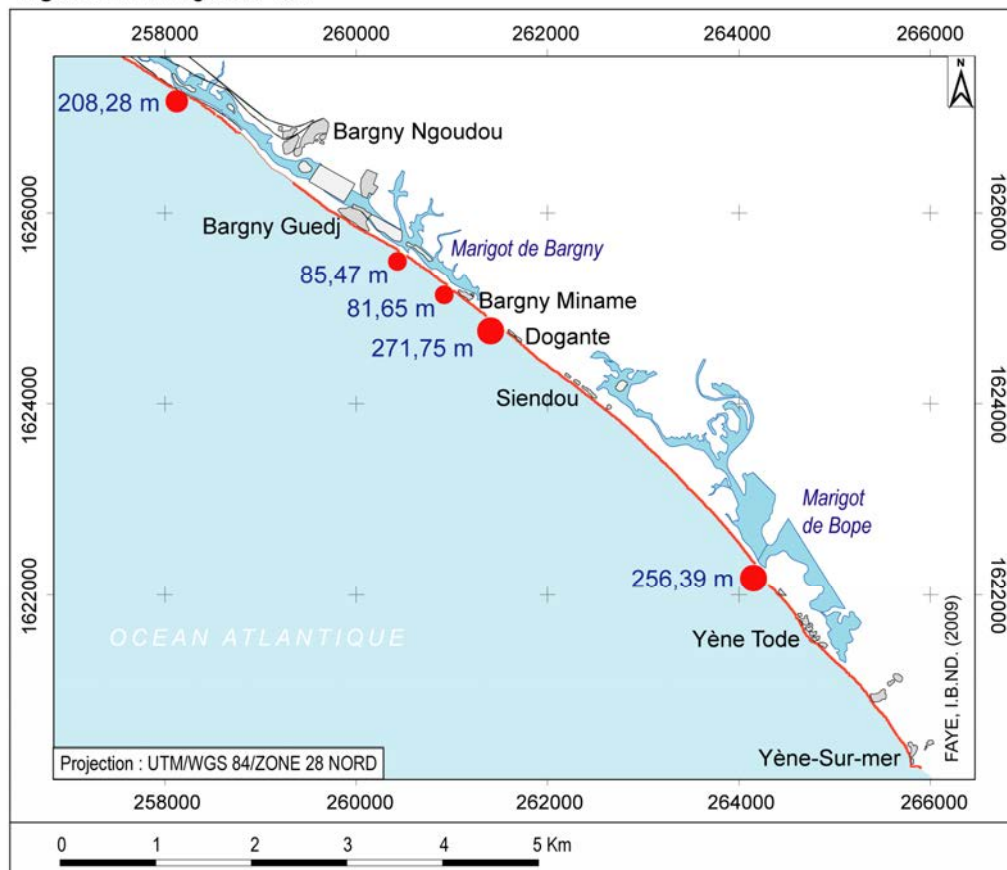 258000 260000 262000 264000 266000
N
208,28 m
Bargny Ngoudou
1626000
1626000
Bargny Guedj
Marigot de Bargny
85,47 m
81,65 m
Bargny Miname
271,75 m
Dogante
Siendou
1624000
1624000
Marigot
de Bope
256,39 m
1622000
1622000
OCEAN ATLANTIQUE
Yène Tode
FAYE, I.B.ND. (2009)
Yène-Sur-mer
Projection : UTM/WGS 84/ZONE 28 NORD
258000 260000 262000 264000 266000
0 1 2 3 4 5 Km